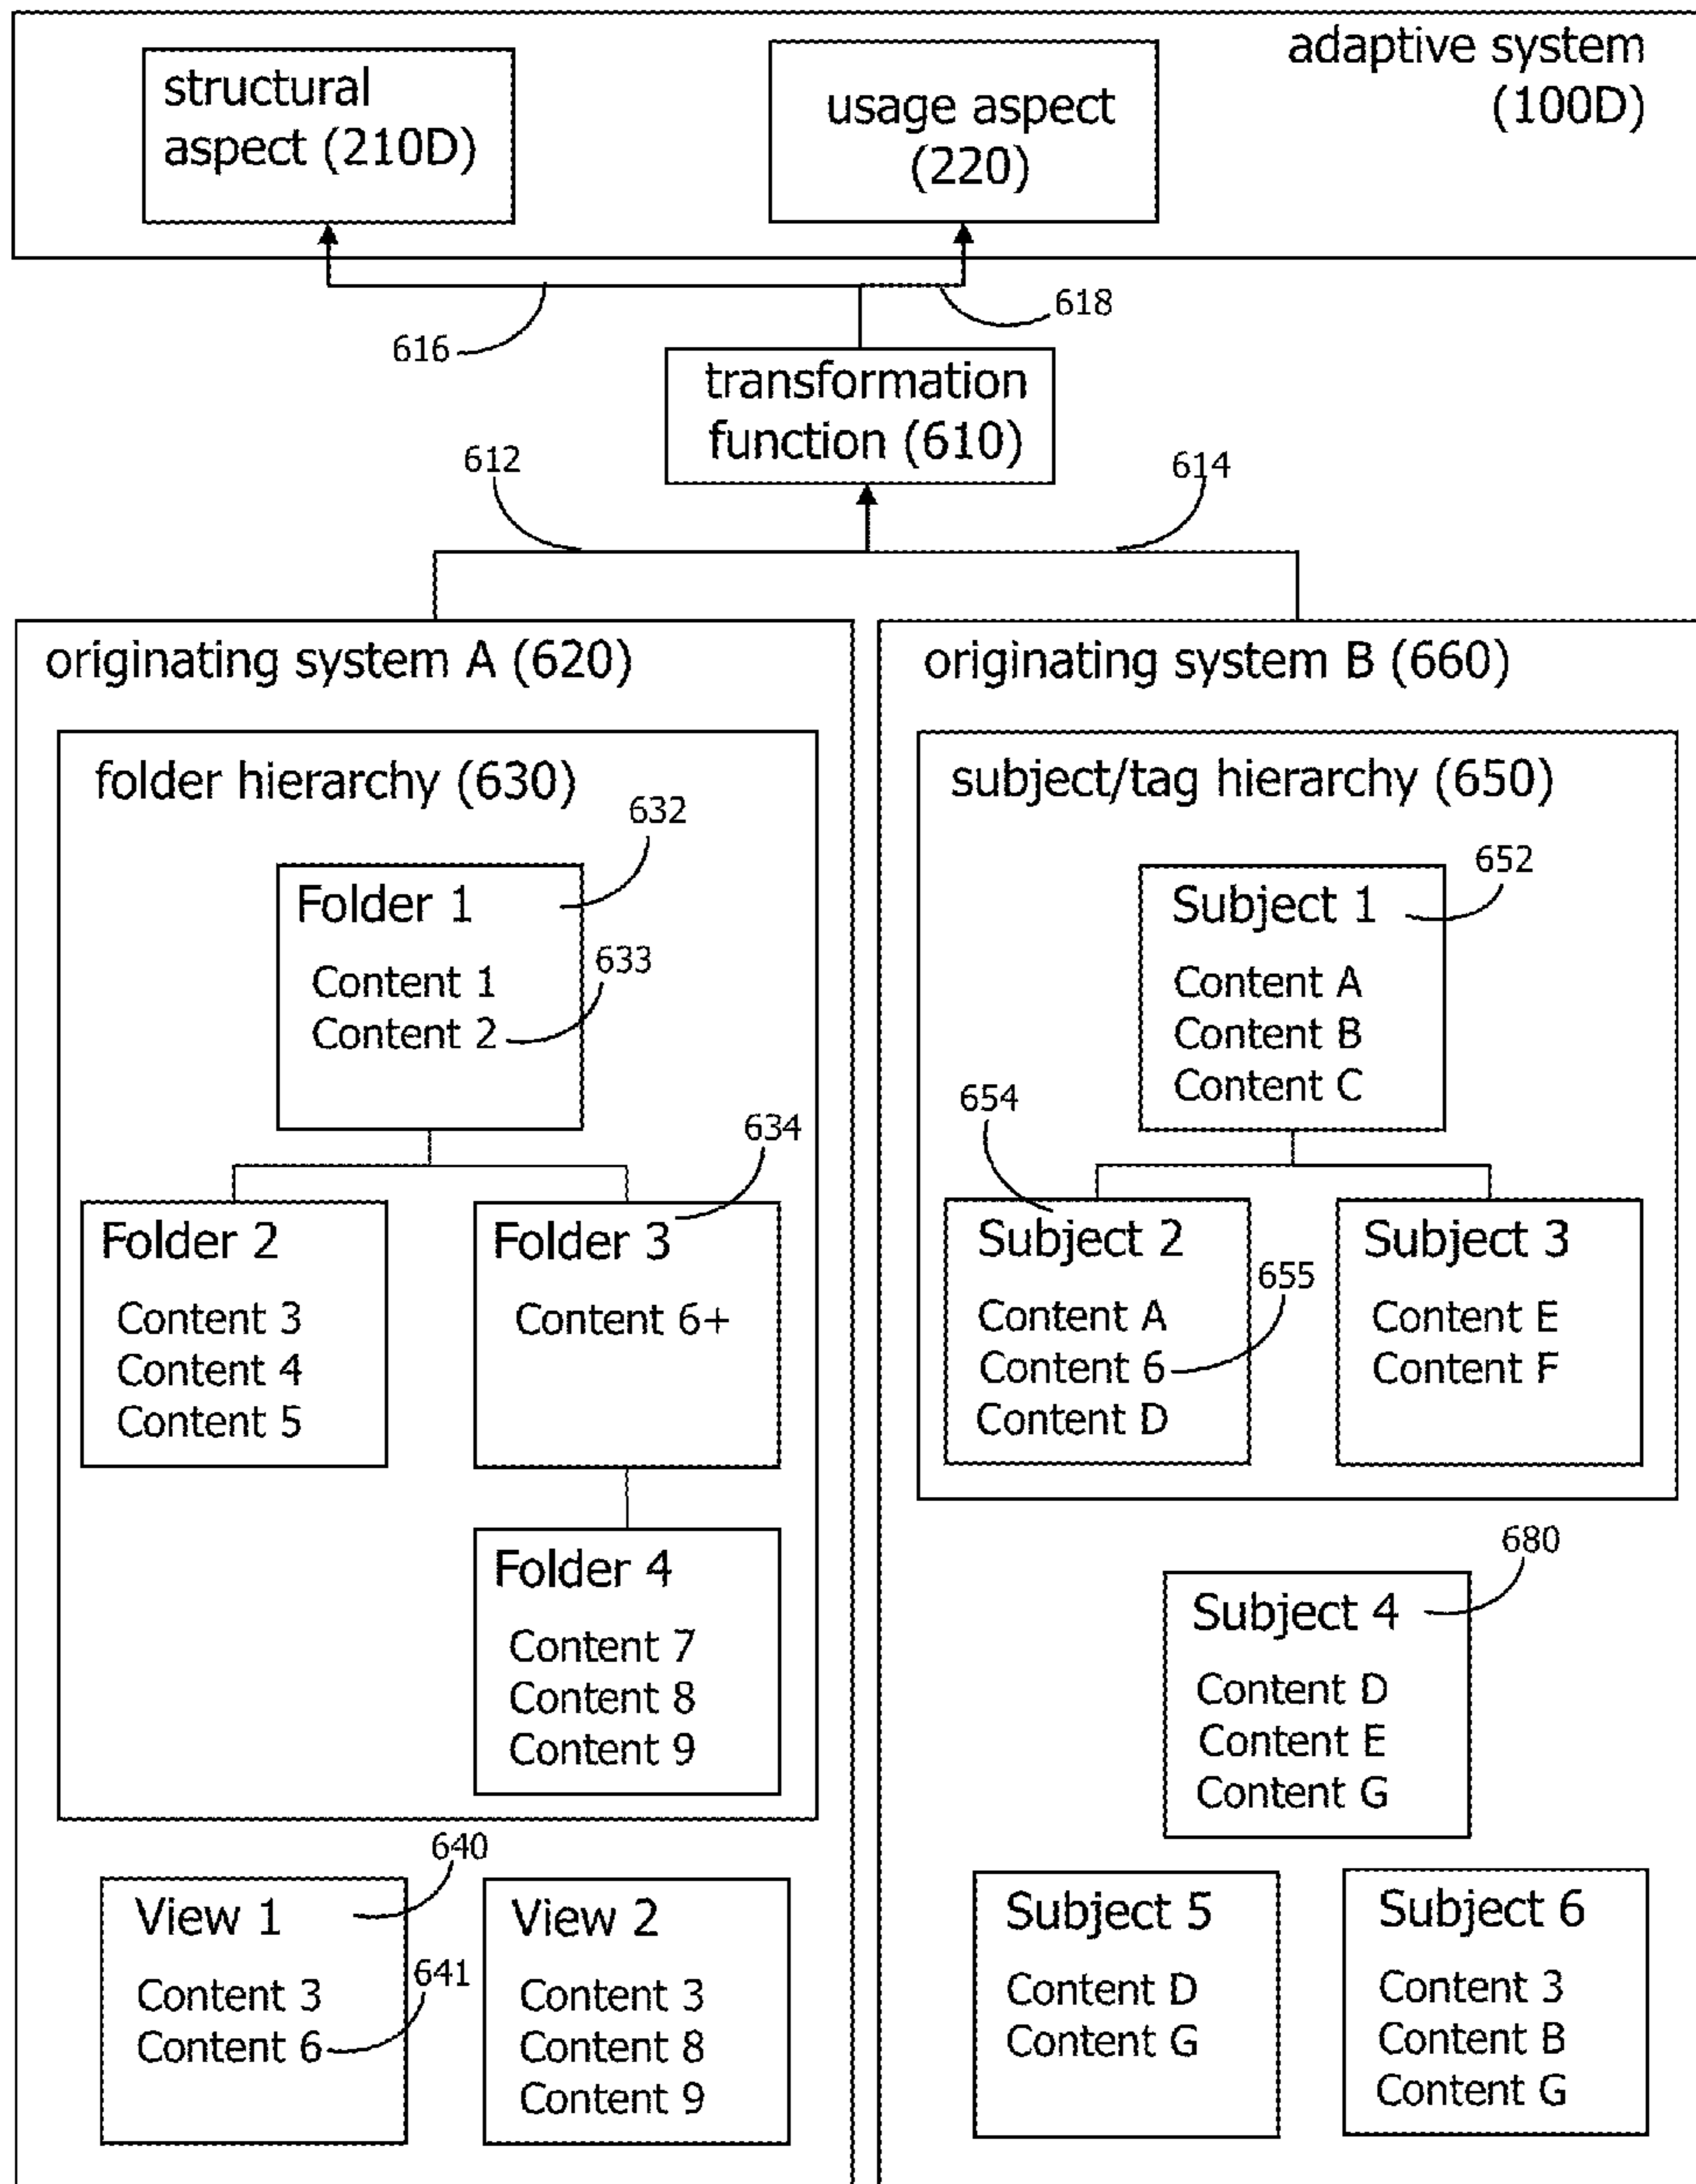 structural
aspect (210D)
usage aspect
(220)
adaptive system
(100D)
616
618
transformation
function (610)
612
614
originating system A (620)
folder hierarchy (630)
632
Folder 1
633
Content 1
Content 2
634
Folder 2
Content 3
Content 4
Content 5
Folder 3
Content 6+
Folder 4
Content 7
Content 8
Content 9
640
View 1
641
Content 3
Content 6
View 2
Content 3
Content 8
Content 9
originating system B (660)
subject/tag hierarchy (650)
652
Subject 1
Content A
Content B
Content C
654
Subject 2
655
Content A
Content 6
Content D
Subject 3
Content E
Content F
680
Subject 4
Content D
Content E
Content G
Subject 5
Content D
Content G
Subject 6
Content 3
Content B
Content G